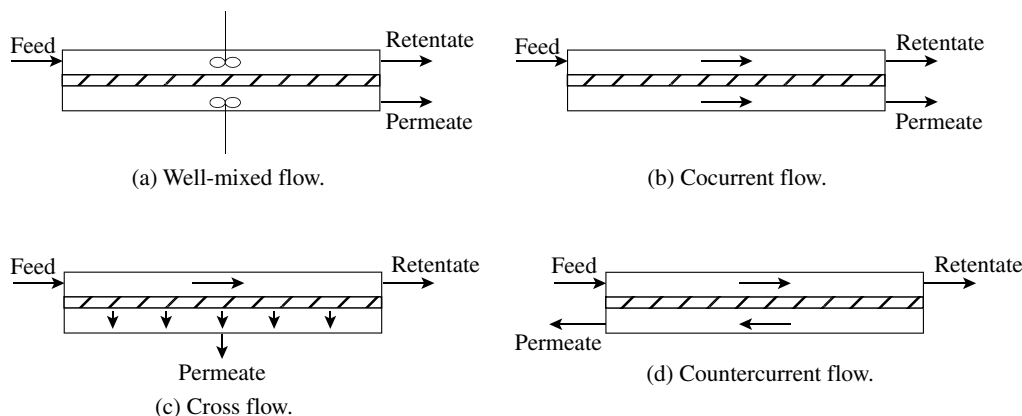 Feed
Retentate
Permeate
(a) Well-mixed flow.
Feed
Retentate
Permeate
(b) Cocurrent flow.
Feed
Retentate
Permeate
(c) Cross flow.
Feed
Retentate
Permeate
(d) Countercurrent flow.